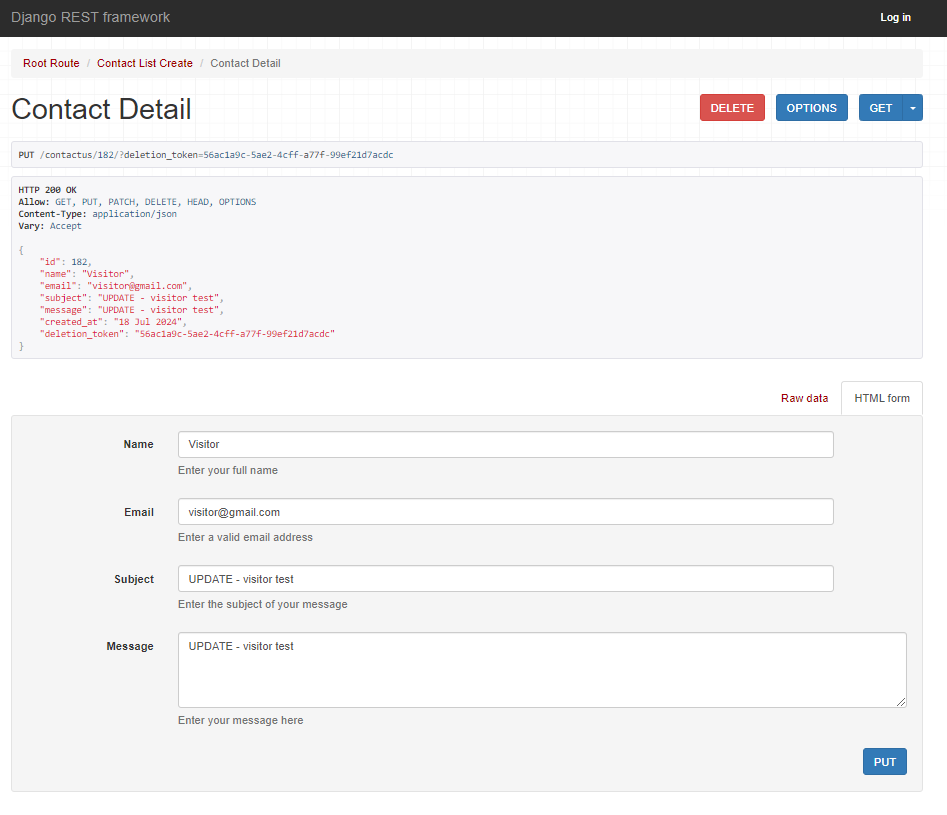 Django REST framework
Log in
Root Route / Contact List Create / Contact Detail
Contact Detail
DELETE
OPTIONS
GET
PUT /contactus/182/?deletion_token=56ac1a9c-5ae2-4cff-a77f-99ef21d7acdc
HTTP 200 OK
Allow: GET, PUT, PATCH, DELETE, HEAD, OPTIONS
Content-Type: application/json
Vary: Accept
{
    "id": 182,
    "name": "Visitor",
    "email": "visitor@gmail.com",
    "subject": "UPDATE - visitor test",
    "message": "UPDATE - visitor test",
    "created_at": "18 Jul 2024",
    "deletion_token": "56ac1a9c-5ae2-4cff-a77f-99ef21d7acdc"
}
Raw data
HTML form
Name
Visitor
Enter your full name
Email
visitor@gmail.com
Enter a valid email address
Subject
UPDATE - visitor test
Enter the subject of your message
Message
UPDATE - visitor test
Enter your message here
PUT